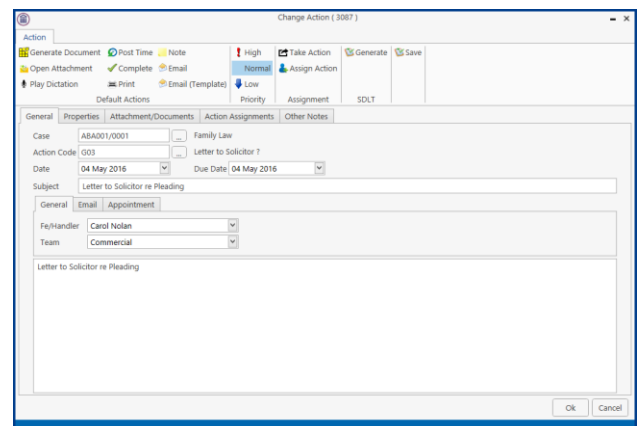 Change Action ( 3087 )
Action
Generate Document Post Time Note High Take Action Generate Save
Open Attachment Complete Email Normal Assign Action
Play Dictation Print Email (Template) Low
Default Actions Priority Assignment SDLT
General Properties Attachment/Documents Action Assignments Other Notes
Case ABA001/0001 ... Family Law
Action Code G03 ... Letter to Solicitor ?
Date 04 May 2016 Due Date 04 May 2016
Subject Letter to Solicitor re Pleading
General Email Appointment
Fe/Handler Carol Nolan
Team Commercial
Letter to Solicitor re Pleading
Ok Cancel